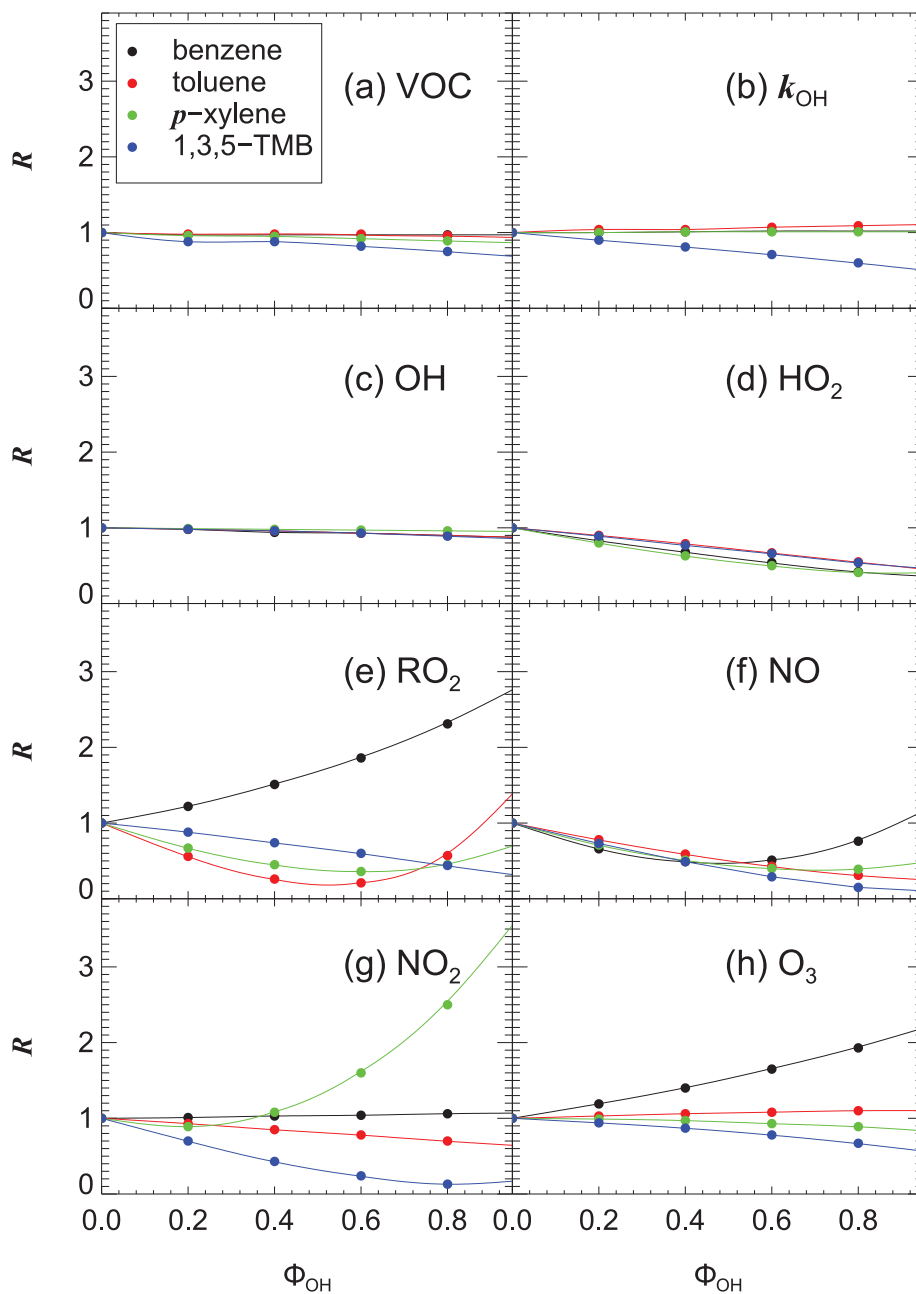 benzene
toluene
p−xylene
1,3,5−TMB
(a) VOC
(b) kOH
R
3
2
1
0
(c) OH
(d) HO2
R
3
2
1
0
(e) RO2
(f) NO
R
3
2
1
0
(g) NO2
(h) O3
R
3
2
1
0
0.0 0.2 0.4 0.6 0.8 0.0 0.2 0.4 0.6 0.8
ΦOH ΦOH